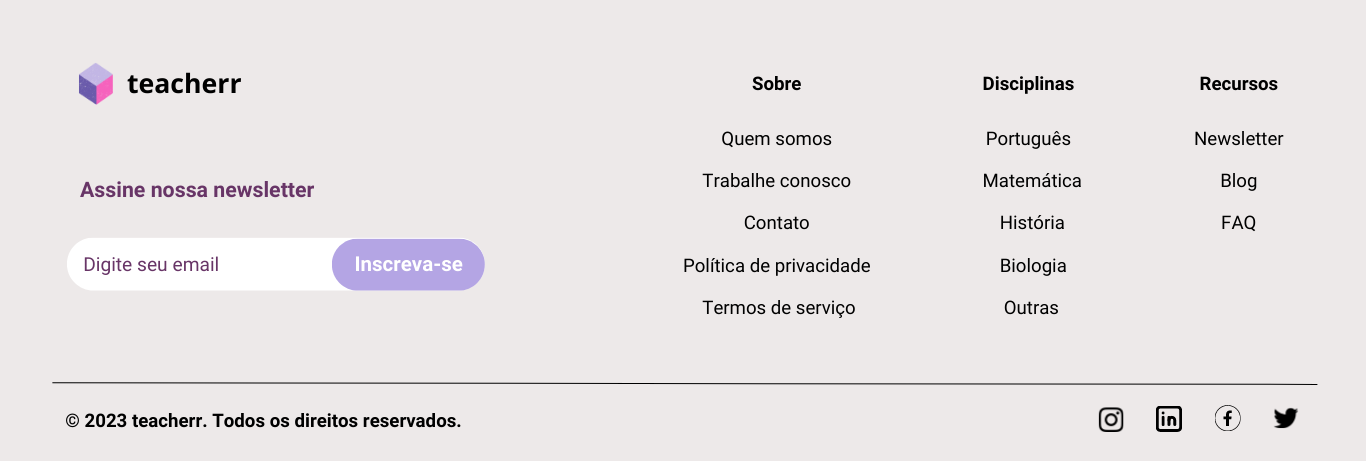 teacherr
Assine nossa newsletter
Digite seu email
Inscreva-se
Sobre
Quem somos
Trabalhe conosco
Contato
Política de privacidade
Termos de serviço
Disciplinas
Português
Matemática
História
Biologia
Outras
Recursos
Newsletter
Blog
FAQ
© 2023 teacherr. Todos os direitos reservados.